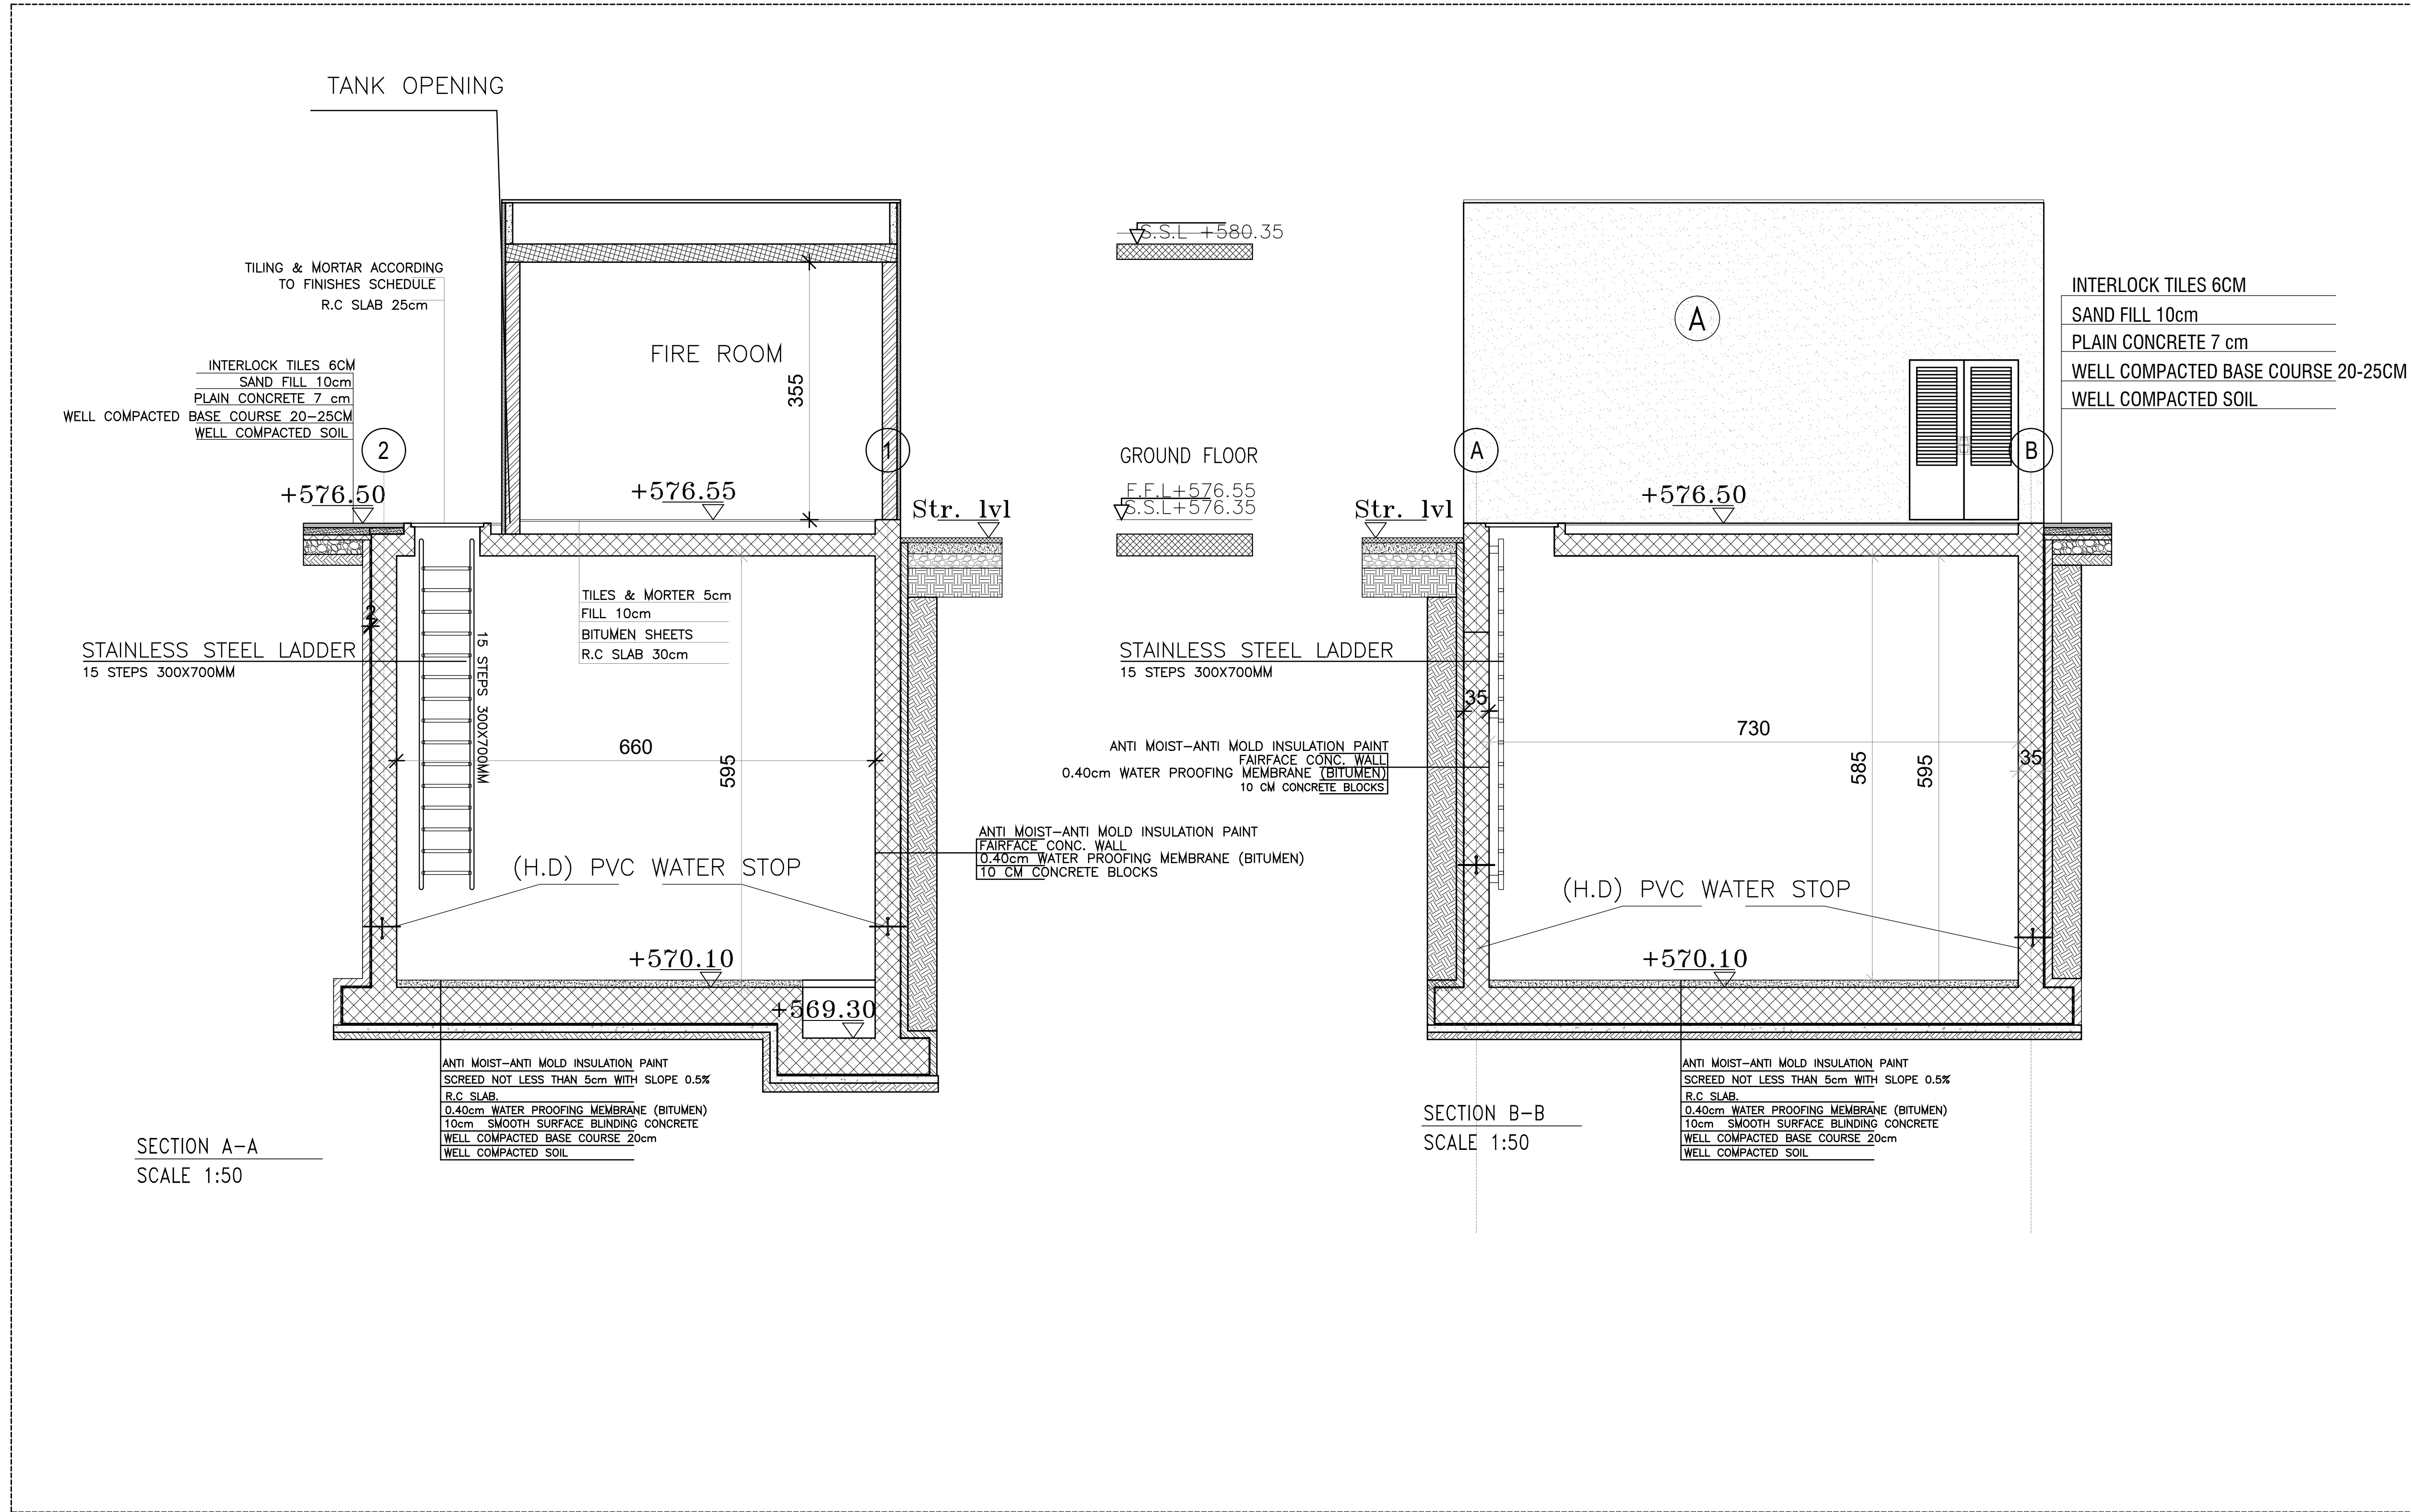 TANK OPENING
TILING & MORTAR ACCORDING
TO FINISHES SCHEDULE
R.C SLAB 25cm
INTERLOCK TILES 6CM
SAND FILL 10cm
PLAIN CONCRETE 7 cm
WELL COMPACTED BASE COURSE 20-25CM
WELL COMPACTED SOIL
2
1
FIRE ROOM
355
+576.50
+576.55
Str. lvl
TILES & MORTER 5cm
FILL 10cm
BITUMEN SHEETS
R.C SLAB 30cm
2
STAINLESS STEEL LADDER
15 STEPS 300X700MM
15 STEPS 300X700MM
660
595
ANTI MOIST-ANTI MOLD INSULATION PAINT
FAIRFACE CONC. WALL
0.40cm WATER PROOFING MEMBRANE (BITUMEN)
10 CM CONCRETE BLOCKS
(H.D) PVC WATER STOP
+570.10
+569.30
ANTI MOIST-ANTI MOLD INSULATION PAINT
SCREED NOT LESS THAN 5cm WITH SLOPE 0.5%
R.C SLAB.
0.40cm WATER PROOFING MEMBRANE (BITUMEN)
10cm SMOOTH SURFACE BLINDING CONCRETE
WELL COMPACTED BASE COURSE 20cm
WELL COMPACTED SOIL
SECTION A-A
SCALE 1:50
S.S.L +580.35
GROUND FLOOR
F.F.L+576.55
S.S.L+576.35
A
INTERLOCK TILES 6CM
SAND FILL 10cm
PLAIN CONCRETE 7 cm
WELL COMPACTED BASE COURSE 20-25CM
WELL COMPACTED SOIL
A
B
Str. lvl
+576.50
STAINLESS STEEL LADDER
15 STEPS 300X700MM
35
730
585
595
35
ANTI MOIST-ANTI MOLD INSULATION PAINT
FAIRFACE CONC. WALL
0.40cm WATER PROOFING MEMBRANE (BITUMEN)
10 CM CONCRETE BLOCKS
(H.D) PVC WATER STOP
+570.10
ANTI MOIST-ANTI MOLD INSULATION PAINT
SCREED NOT LESS THAN 5cm WITH SLOPE 0.5%
R.C SLAB.
0.40cm WATER PROOFING MEMBRANE (BITUMEN)
10cm SMOOTH SURFACE BLINDING CONCRETE
WELL COMPACTED BASE COURSE 20cm
WELL COMPACTED SOIL
SECTION B-B
SCALE 1:50